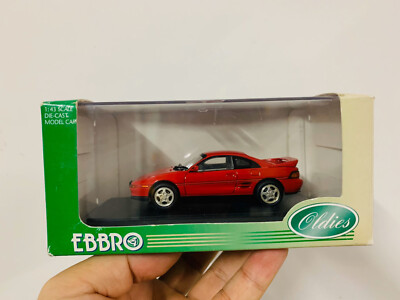 1:43 SCALE
DIE-CAST
MODEL CAR
EBBRO
Oldies